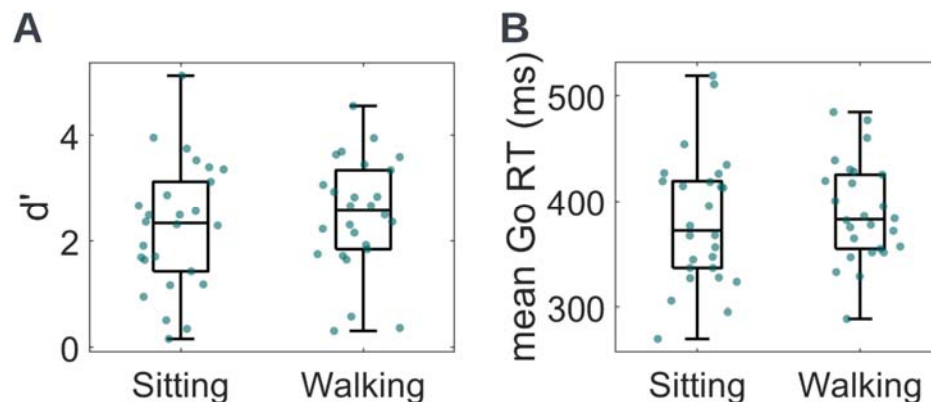 A
d'
4
2
0
Sitting
Walking
B
mean Go RT (ms)
500
400
300
Sitting
Walking